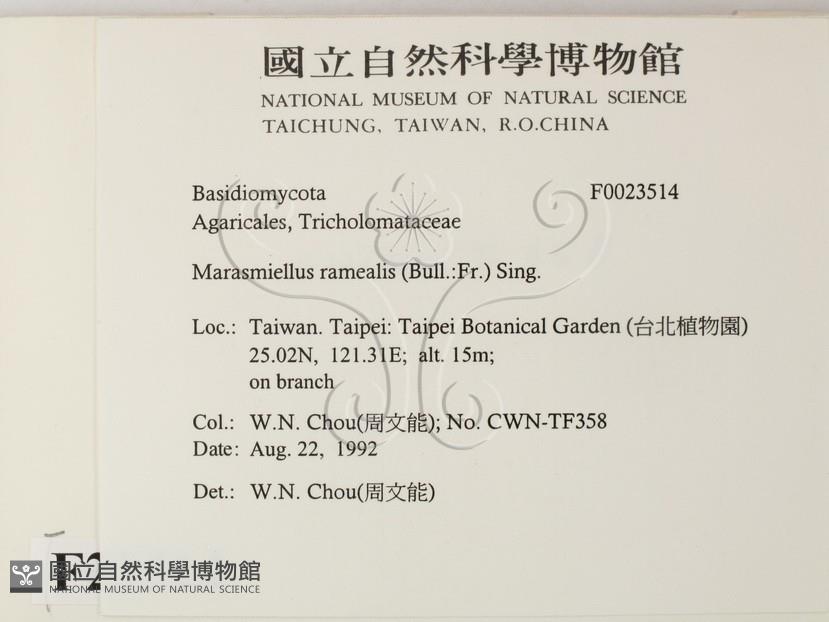 國立自然科學博物館
NATIONAL MUSEUM OF NATURAL SCIENCE
TAICHUNG, TAIWAN, R.O.CHINA
Basidiomycota F0023514
Agaricales, Tricholomataceae
Marasmiellus ramealis (Bull.:Fr.) Sing.
Loc.: Taiwan. Taipei: Taipei Botanical Garden (台北植物園)
25.02N, 121.31E; alt. 15m;
on branch
Col.: W.N. Chou(周文能); No. CWN-TF358
Date: Aug. 22, 1992
Det.: W.N. Chou(周文能)
F2
國立自然科學博物館
NATIONAL MUSEUM OF NATURAL SCIENCE